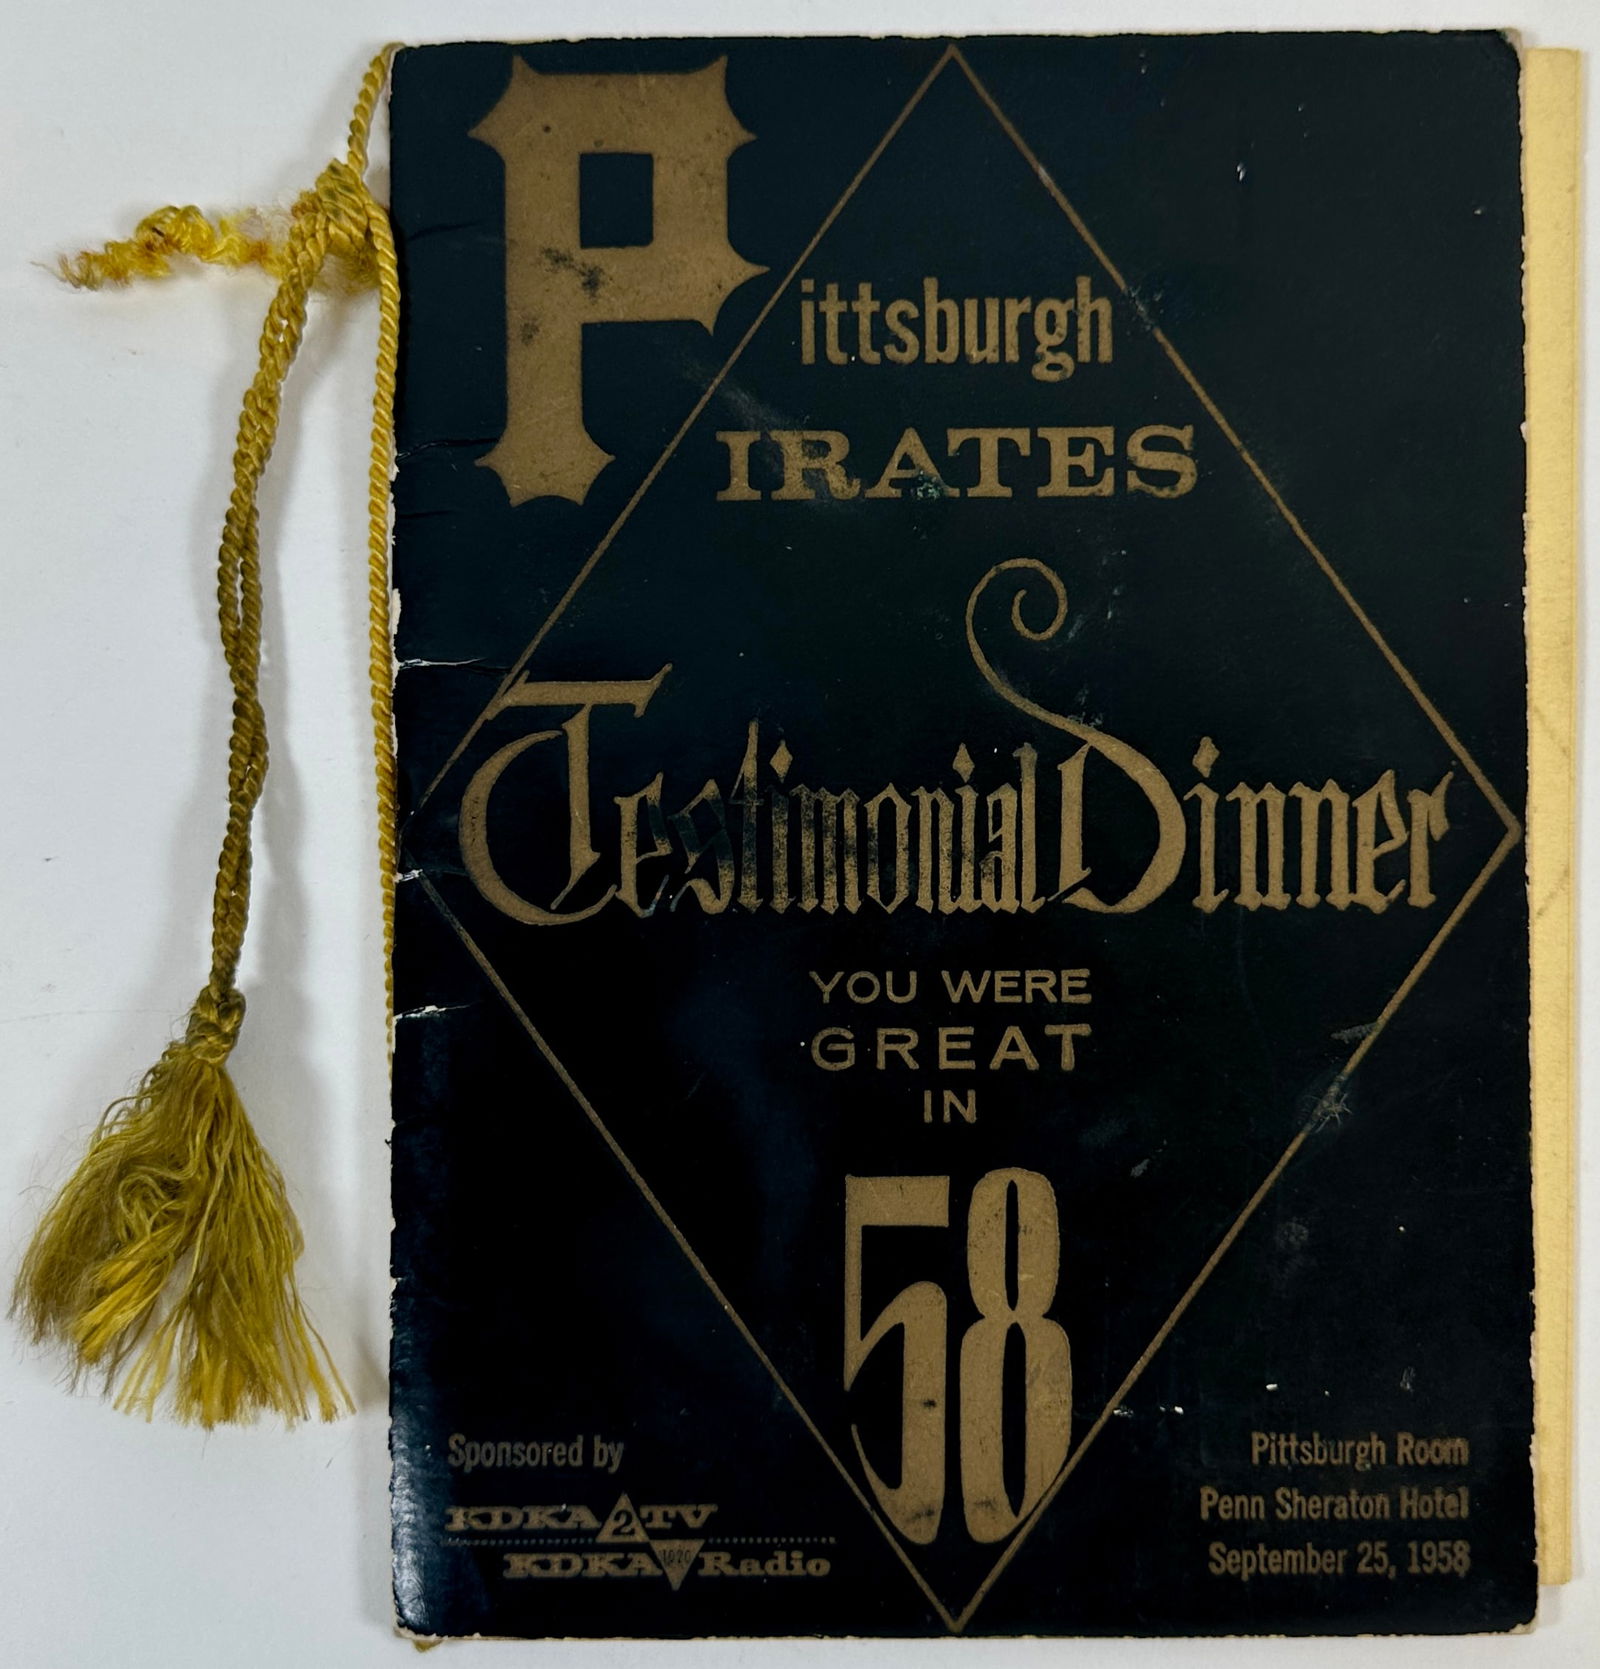 Pittsburgh
PIRATES
Testimonial Dinner
YOU WERE
GREAT
IN
58
Sponsored by
KDKA 2 TV
KDKA 1020 Radio
Pittsburgh Room
Penn Sheraton Hotel
September 25, 1958